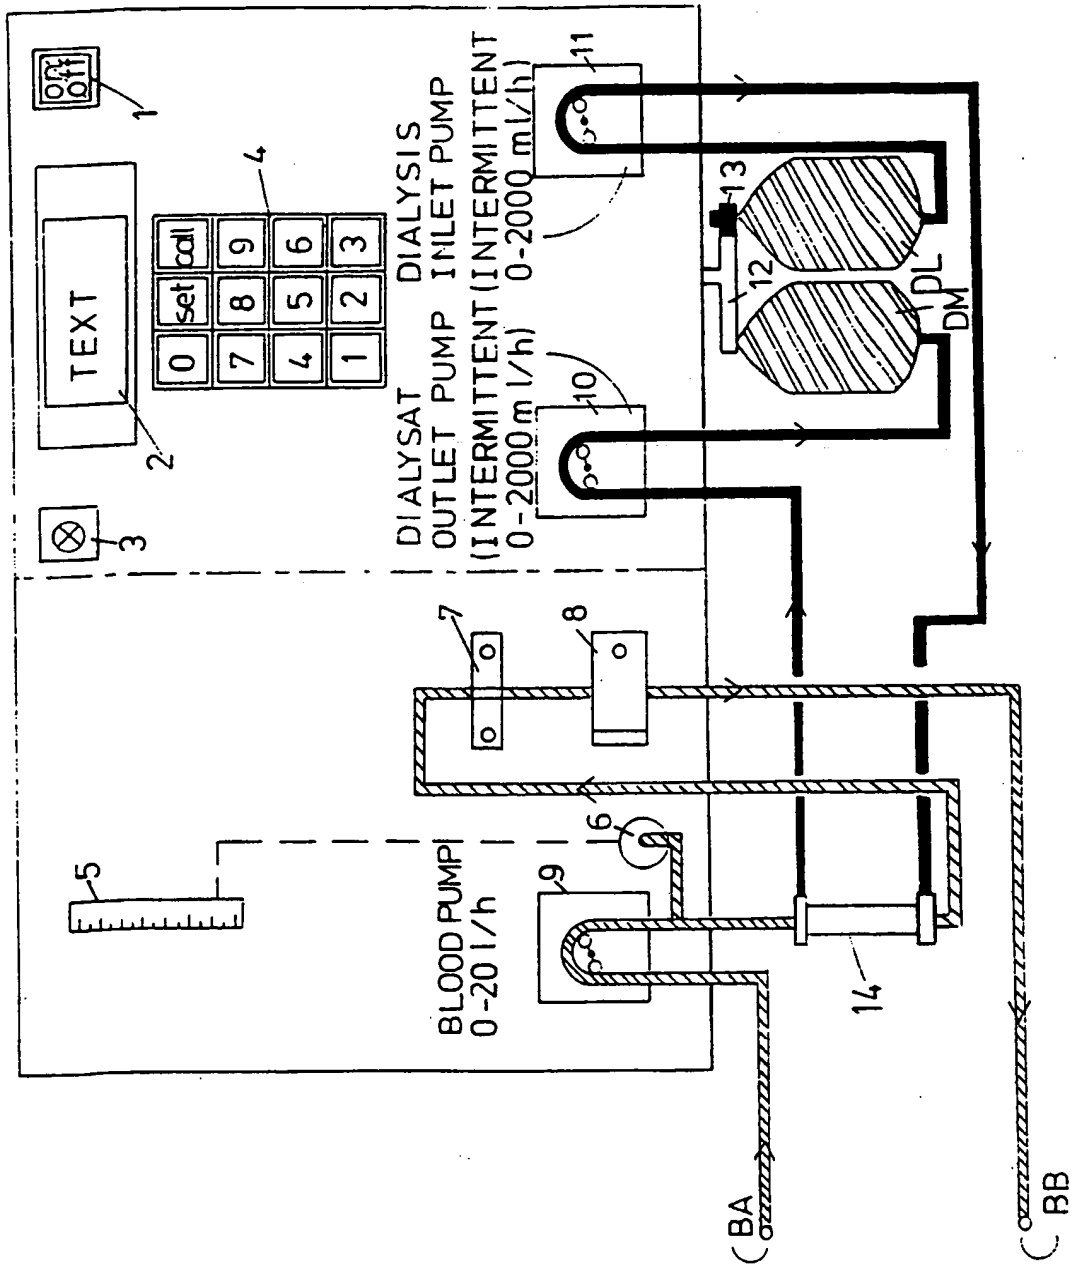 on
off
TEXT
5
3
2
1
0 set call
7 8 9
4 5 6
1 2 3
4
DIALYSAT DIALYSIS
OUTLET PUMP INLET PUMP
(INTERMITTENT (INTERMITTENT
0-2000 ml/h) 0-2000 ml/h)
BLOOD PUMP
0-20 l/h
7
9
6
8
10
11
13
12
BA
14
DL
DM
BB